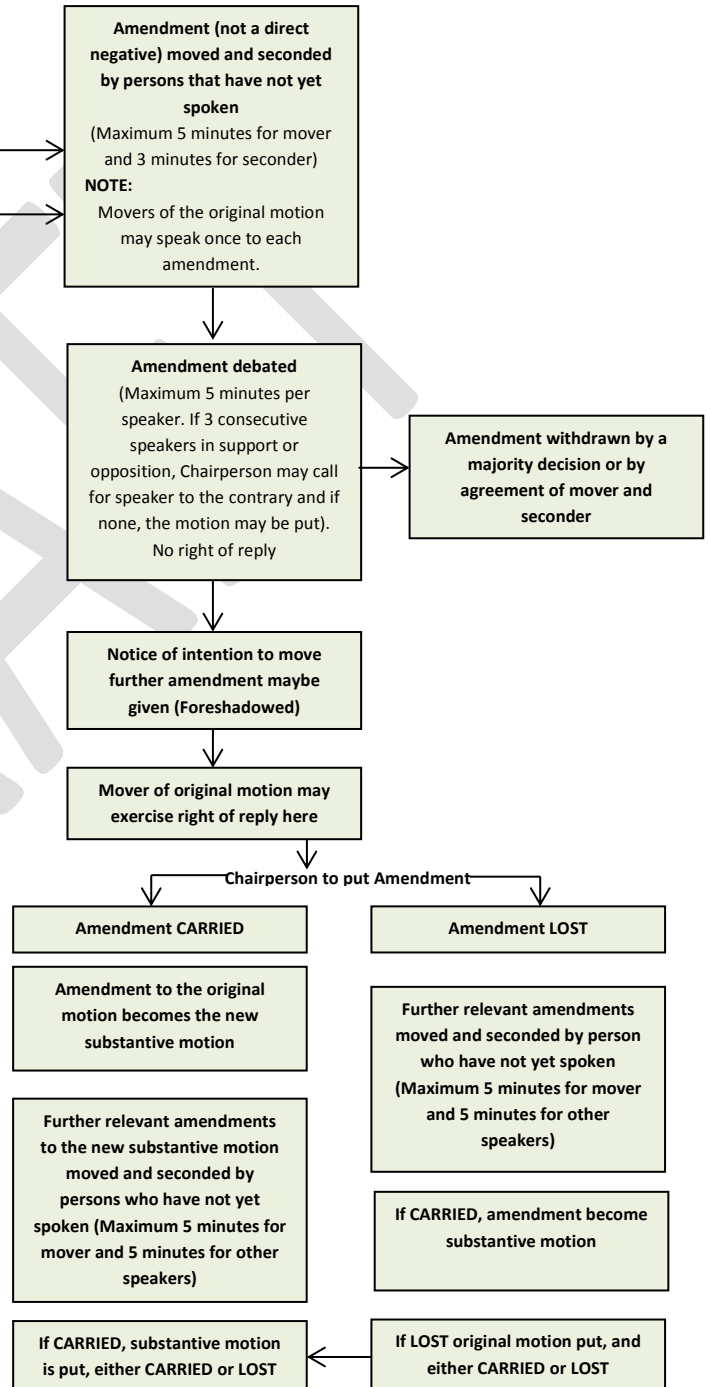 Amendment (not a direct
negative) moved and seconded
by persons that have not yet
spoken
(Maximum 5 minutes for mover
and 3 minutes for seconder)
NOTE:
Movers of the original motion
may speak once to each
amendment.
Amendment debated
(Maximum 5 minutes per
speaker. If 3 consecutive
speakers in support or
opposition, Chairperson may call
for speaker to the contrary and if
none, the motion may be put).
No right of reply
Amendment withdrawn by a
majority decision or by
agreement of mover and
seconder
Notice of intention to move
further amendment maybe
given (Foreshadowed)
Mover of original motion may
exercise right of reply here
Chairperson to put Amendment
Amendment CARRIED
Amendment to the original
motion becomes the new
substantive motion
Further relevant amendments
to the new substantive motion
moved and seconded by
persons who have not yet
spoken (Maximum 5 minutes for
mover and 5 minutes for other
speakers)
If CARRIED, substantive motion
is put, either CARRIED or LOST
Amendment LOST
Further relevant amendments
moved and seconded by person
who have not yet spoken
(Maximum 5 minutes for mover
and 5 minutes for other
speakers)
If CARRIED, amendment become
substantive motion
If LOST original motion put, and
either CARRIED or LOST